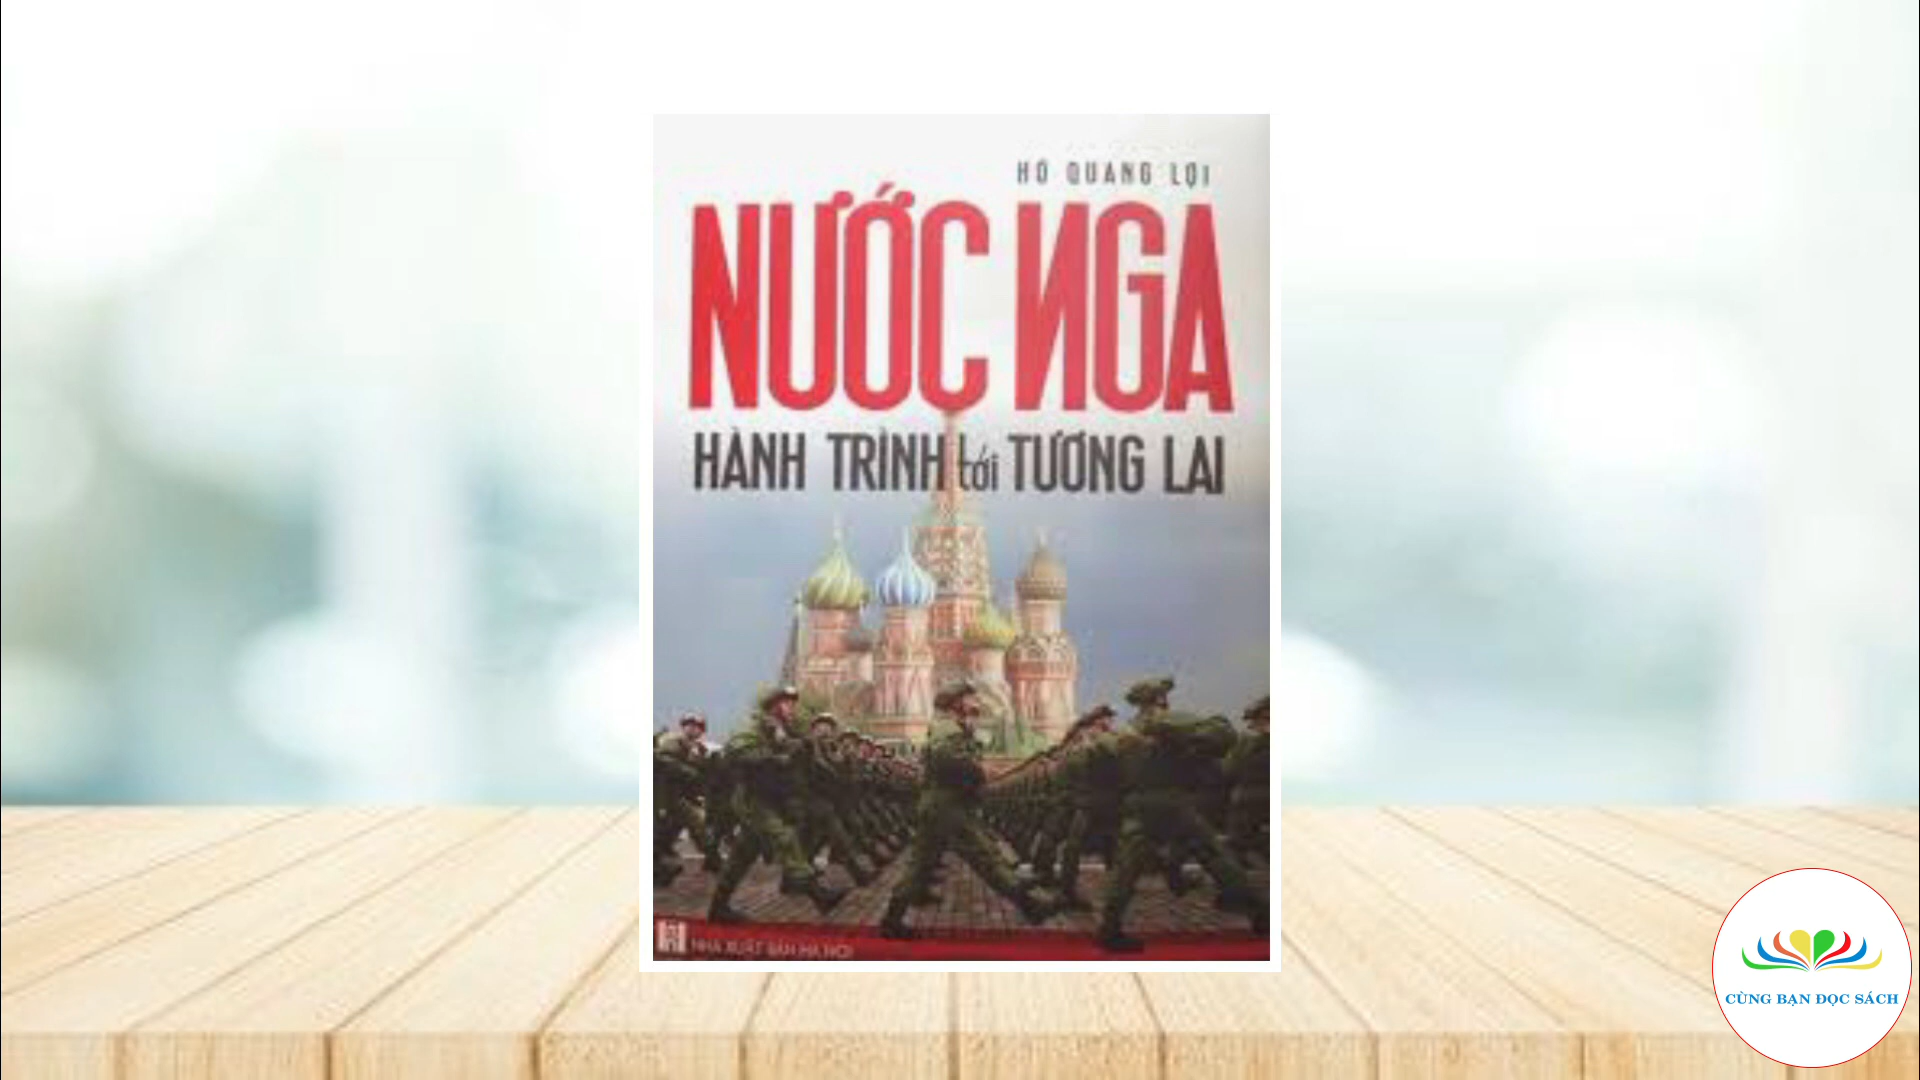 HỒ QUANG LỢI
NƯỚC NGA
HÀNH TRÌNH tới TƯƠNG LAI
NHÀ XUẤT BẢN HÀ NỘI
CÙNG BẠN ĐỌC SÁCH